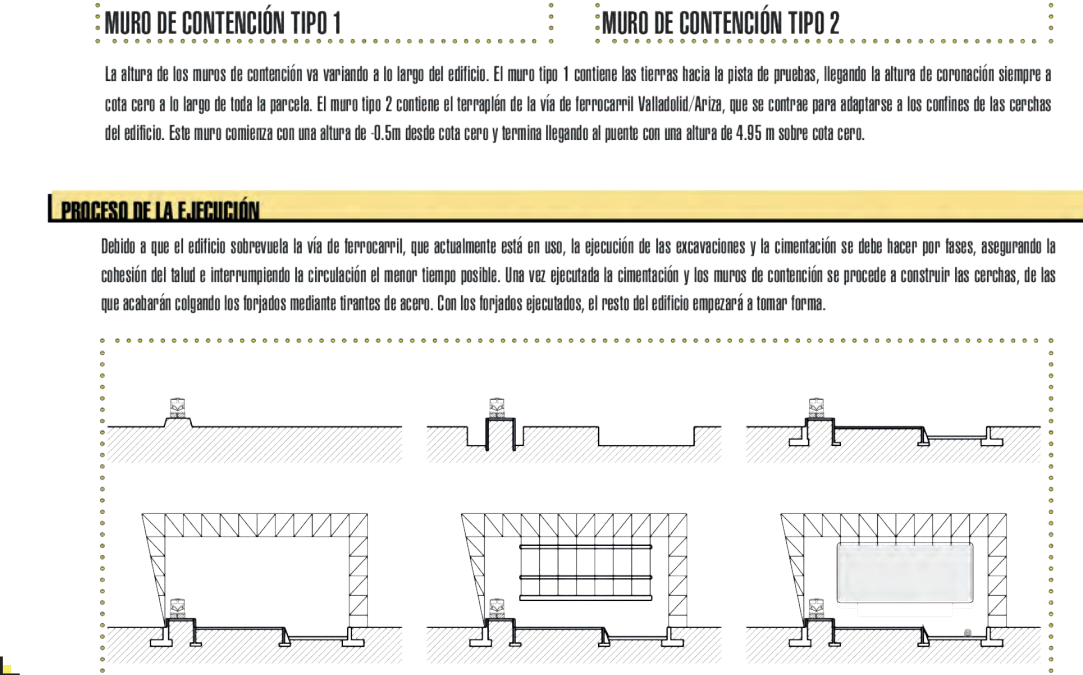 MURO DE CONTENCIÓN TIPO 1
MURO DE CONTENCIÓN TIPO 2
La altura de los muros de contención va variando a lo largo del edificio. El muro tipo 1 contiene las tierras hacia la pista de pruebas, llegando la altura de coronación siempre a
cota cero a lo largo de toda la parcela. El muro tipo 2 contiene el terraplén de la vía de ferrocarril Valladolid/Ariza, que se contrae para adaptarse a los confines de las cerchas
del edificio. Este muro comienza con una altura de -0.5m desde cota cero y termina llegando al puente con una altura de 4.95 m sobre cota cero.
PROCESO DE LA EJECUCIÓN
Debido a que el edificio sobrevuela la vía de ferrocarril, que actualmente está en uso, la ejecución de las excavaciones y la cimentación se debe hacer por fases, asegurando la
cohesión del talud e interrumpiendo la circulación el menor tiempo posible. Una vez ejecutada la cimentación y los muros de contención se procede a construir las cerchas, de las
que acabarán colgando los forjados mediante tirantes de acero. Con los forjados ejecutados, el resto del edificio empezará a tomar forma.